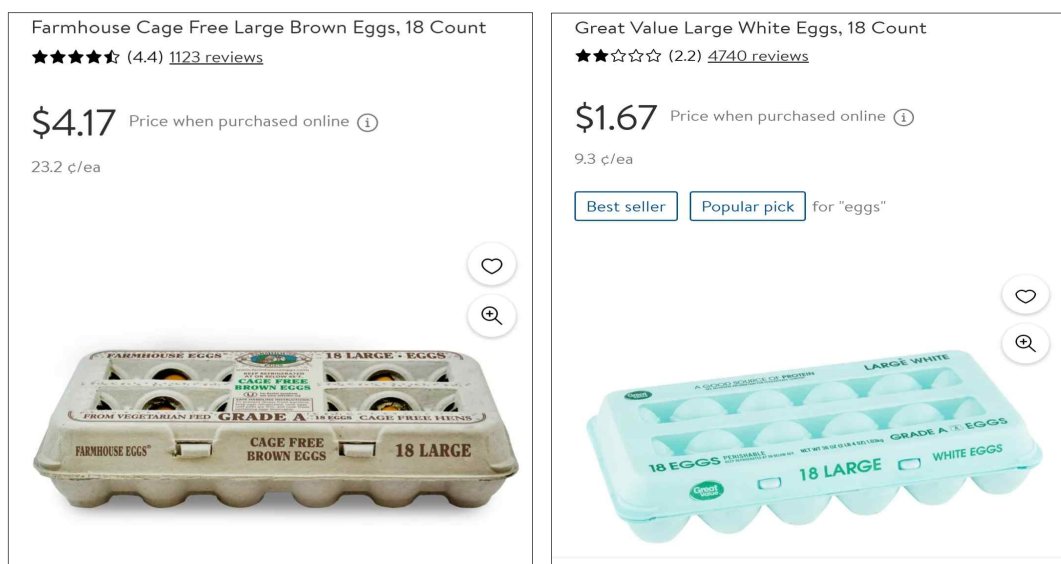 Farmhouse Cage Free Large Brown Eggs, 18 Count
(4.4) 1123 reviews
$4.17 Price when purchased online
23.2 ¢/ea
FARMHOUSE EGGS
18 LARGE • EGGS
KEEP REFRIGERATED
CAGE FREE
BROWN EGGS
FROM VEGETARIAN FED GRADE A 18 EGGS CAGE FREE HENS
FARMHOUSE EGGS®
CAGE FREE
BROWN EGGS
18 LARGE
Great Value Large White Eggs, 18 Count
(2.2) 4740 reviews
$1.67 Price when purchased online
9.3 ¢/ea
Best seller Popular pick for "eggs"
LARGE WHITE
A GOOD SOURCE OF PROTEIN
18 EGGS PERISHABLE
GRADE A EGGS
Great Value
18 LARGE
WHITE EGGS